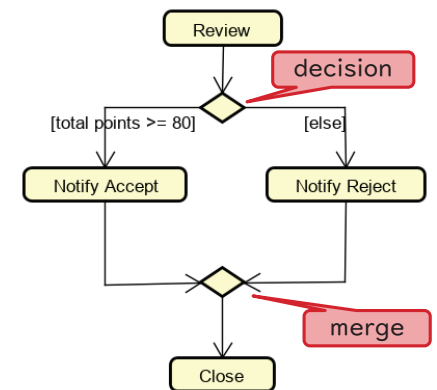 Review
decision
[total points >= 80]
[else]
Notify Accept
Notify Reject
merge
Close